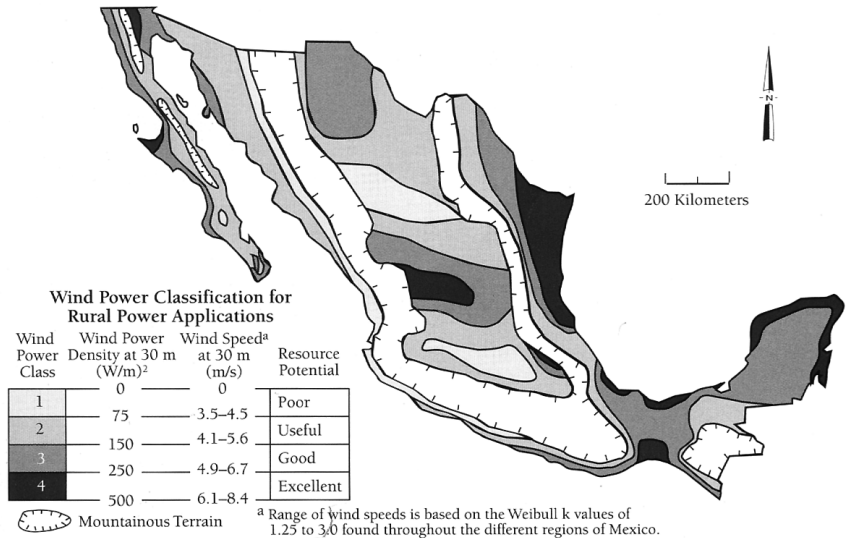 N
200 Kilometers
Wind Power Classification for
Rural Power Applications
Wind Power Class
Wind Power Density at 30 m (W/m)2
Wind Speeda at 30 m (m/s)
Resource Potential
0 0
1 Poor
75 3.5–4.5
2 Useful
150 4.1–5.6
3 Good
250 4.9–6.7
4 Excellent
500 6.1–8.4
Mountainous Terrain
a Range of wind speeds is based on the Weibull k values of
1.25 to 3.0 found throughout the different regions of Mexico.